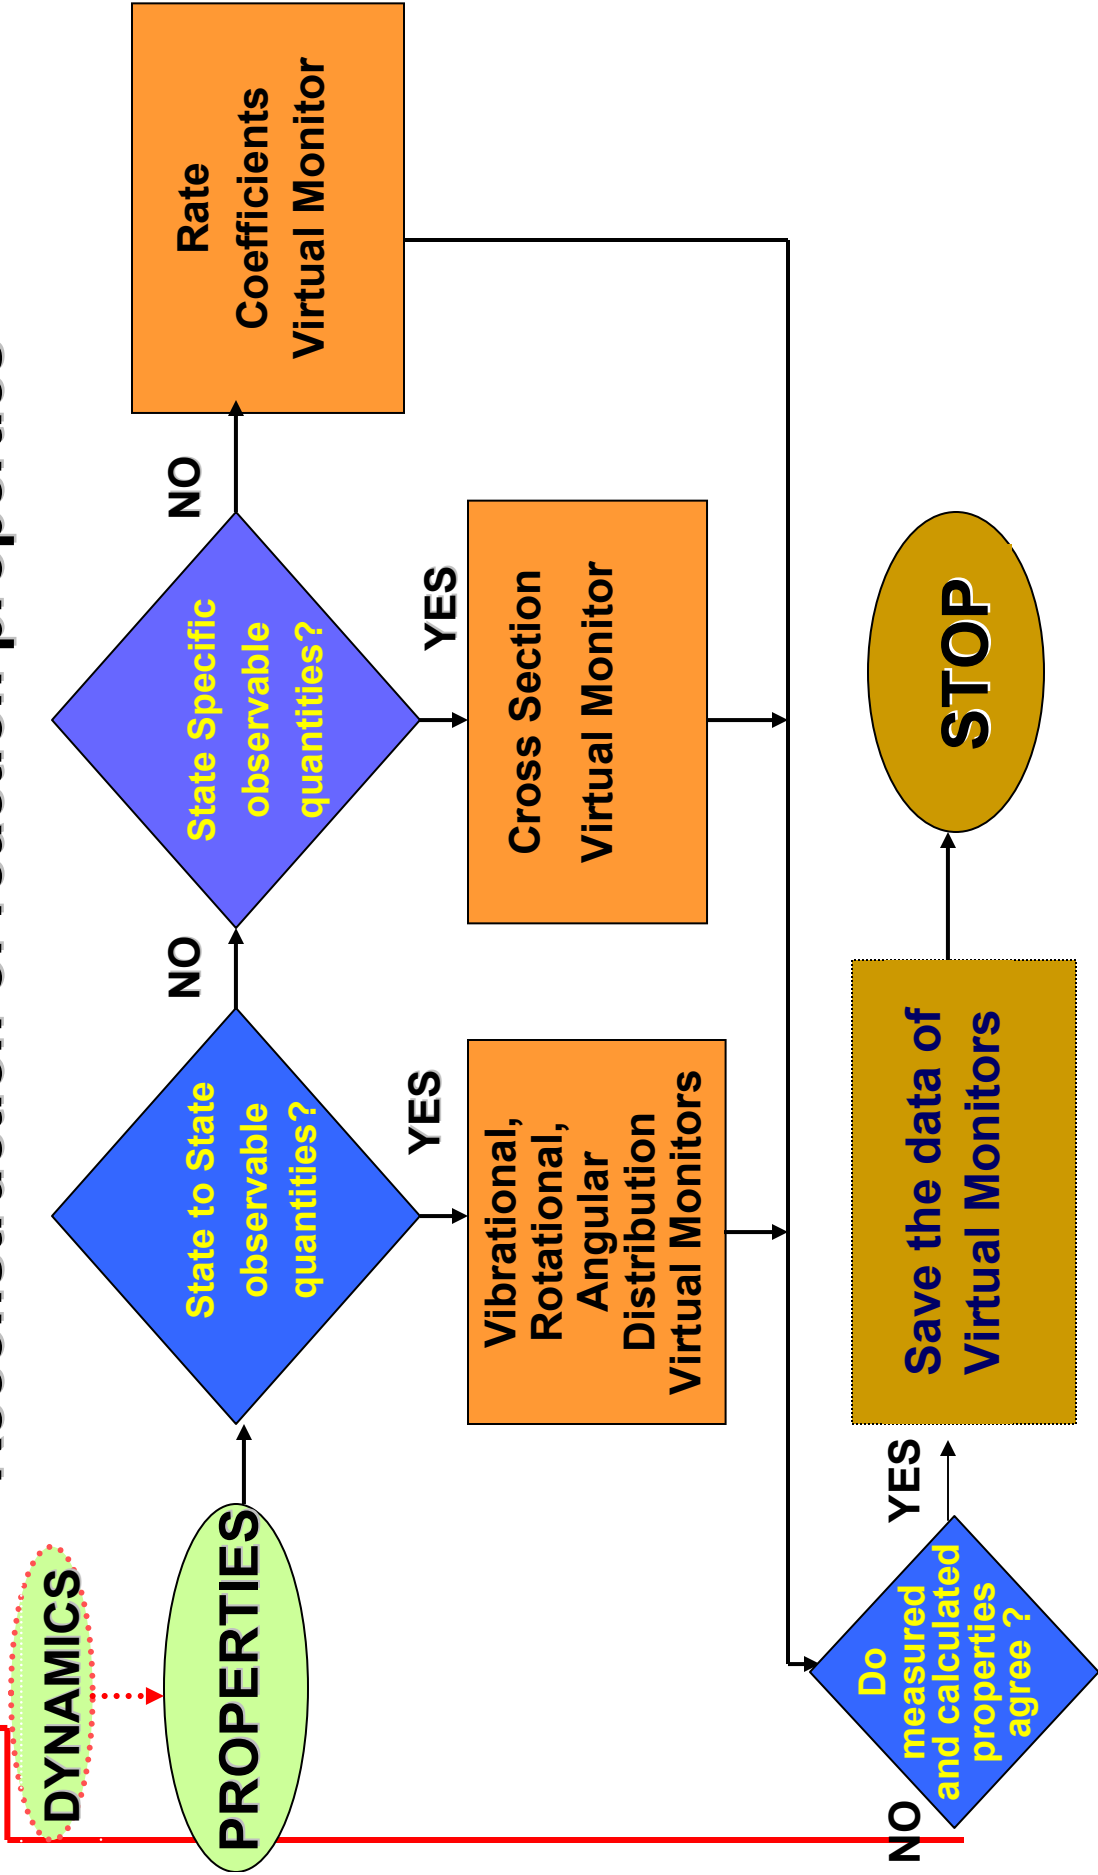 DYNAMICS
PROPERTIES
State to State
observable
quantities?
NO
State Specific
observable
quantities?
NO
Rate
Coefficients
Virtual Monitor
YES
Vibrational,
Rotational,
Angular
Distribution
Virtual Monitors
YES
Cross Section
Virtual Monitor
Do
measured
and calculated
properties
agree ?
NO
YES
Save the data of
Virtual Monitors
STOP